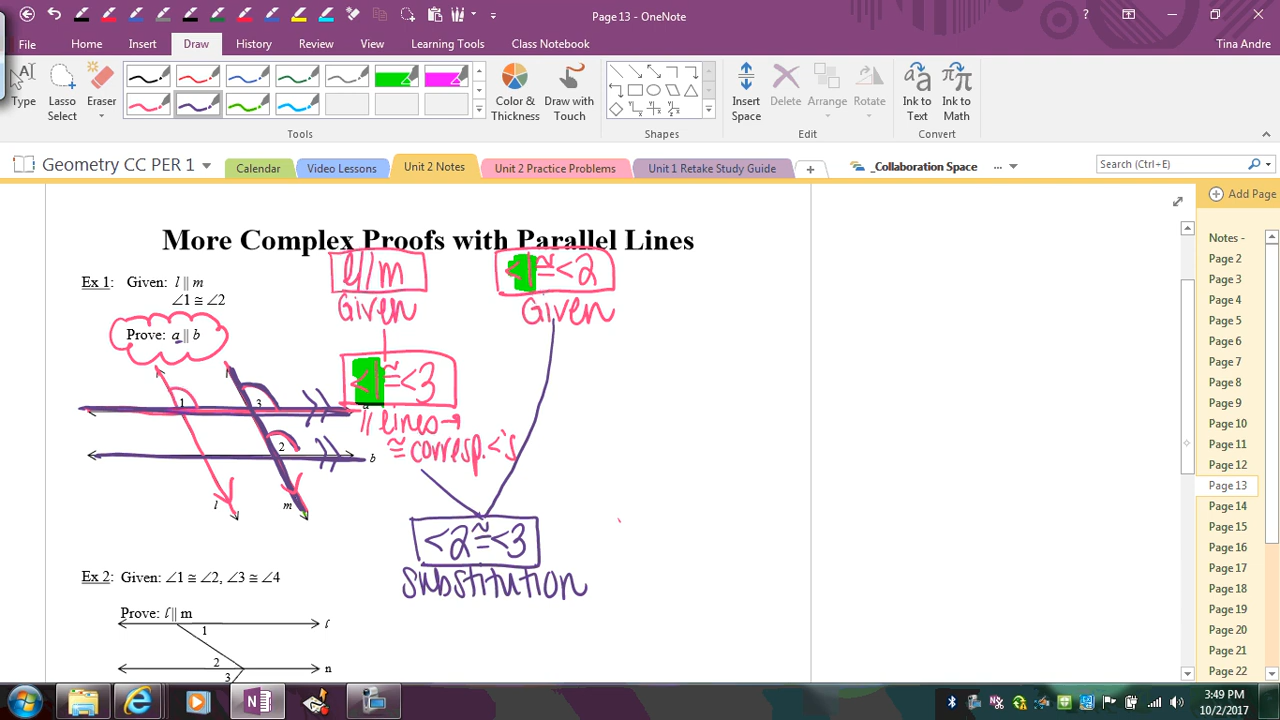 Page 13 - OneNote
Tina Andre
File Home Insert Draw History Review View Learning Tools Class Notebook
Type
Lasso Select
Eraser
Color & Thickness
Draw with Touch
Insert Space
Delete
Arrange
Rotate
Ink to Text
Ink to Math
Tools
Shapes
Edit
Convert
Geometry CC PER 1
Calendar
Video Lessons
Unit 2 Notes
Unit 2 Practice Problems
Unit 1 Retake Study Guide
_Collaboration Space
Search (Ctrl+E)
Add Page
Notes -
Page 2
Page 3
Page 4
Page 5
Page 6
Page 7
Page 8
Page 9
Page 10
Page 11
Page 12
Page 13
Page 14
Page 15
Page 16
Page 17
Page 18
Page 19
Page 20
Page 21
Page 22
More Complex Proofs with Parallel Lines
Ex 1: Given: l || m
∠1 ≅ ∠2
Prove: a || b
l // m
Given
<1 ≅ <2
Given
<1 ≅ <3
// lines →
≅ corresp. <'s
<2 ≅ <3
substitution
1
3
a
2
b
l
m
Ex 2: Given: ∠1 ≅ ∠2, ∠3 ≅ ∠4
Prove: l || m
1
l
2
n
3
3:49 PM
10/2/2017